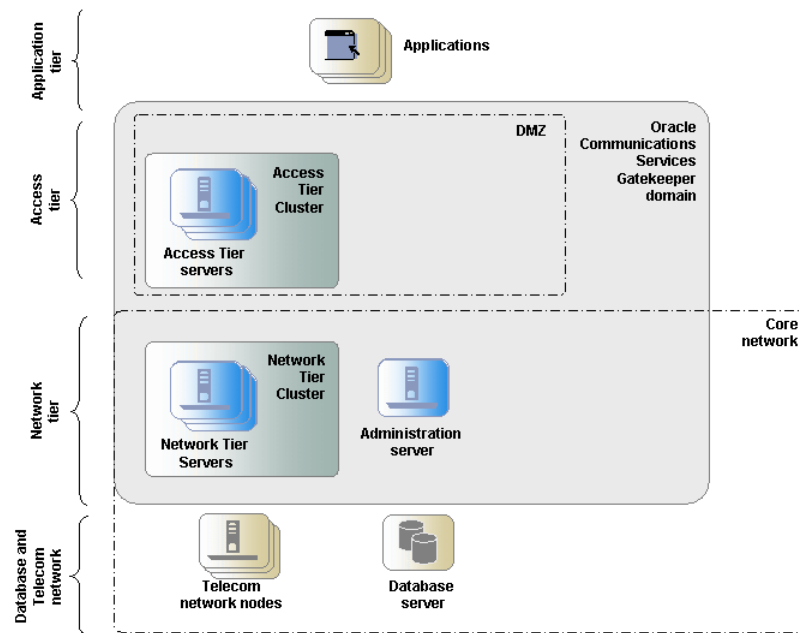 Application
tier
Applications
Access
tier
DMZ
Oracle
Communications
Services
Gatekeeper
domain
Access
Tier
Cluster
Access Tier
servers
Core
network
Network
tier
Network
Tier
Cluster
Network Tier
Servers
Administration
server
Database and
Telecom
network
Telecom
network nodes
Database
server